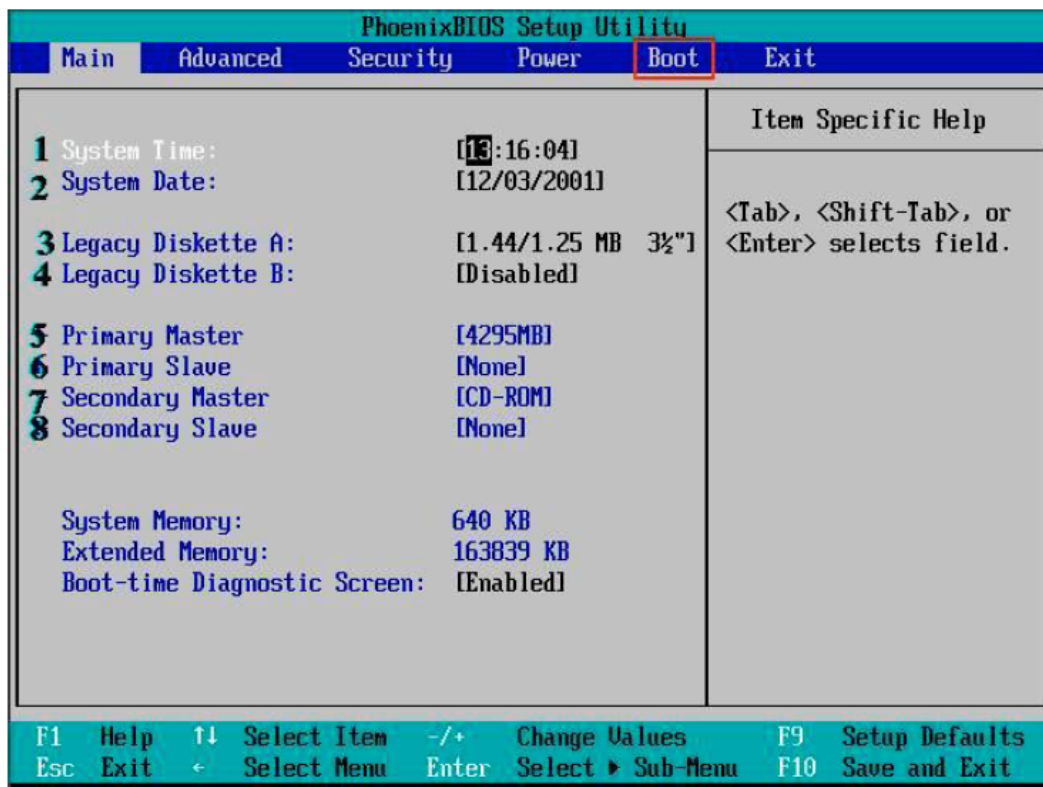 PhoenixBIOS Setup Utility
Main Advanced Security Power Boot Exit
Item Specific Help
1 System Time: [13:16:04]
2 System Date: [12/03/2001]
<Tab>, <Shift-Tab>, or
<Enter> selects field.
3 Legacy Diskette A: [1.44/1.25 MB 3½"]
4 Legacy Diskette B: [Disabled]
5 Primary Master [4295MB]
6 Primary Slave [None]
7 Secondary Master [CD-ROM]
8 Secondary Slave [None]
System Memory: 640 KB
Extended Memory: 163839 KB
Boot-time Diagnostic Screen: [Enabled]
F1 Help ↑↓ Select Item -/+ Change Values F9 Setup Defaults
Esc Exit ← Select Menu Enter Select ▶ Sub-Menu F10 Save and Exit